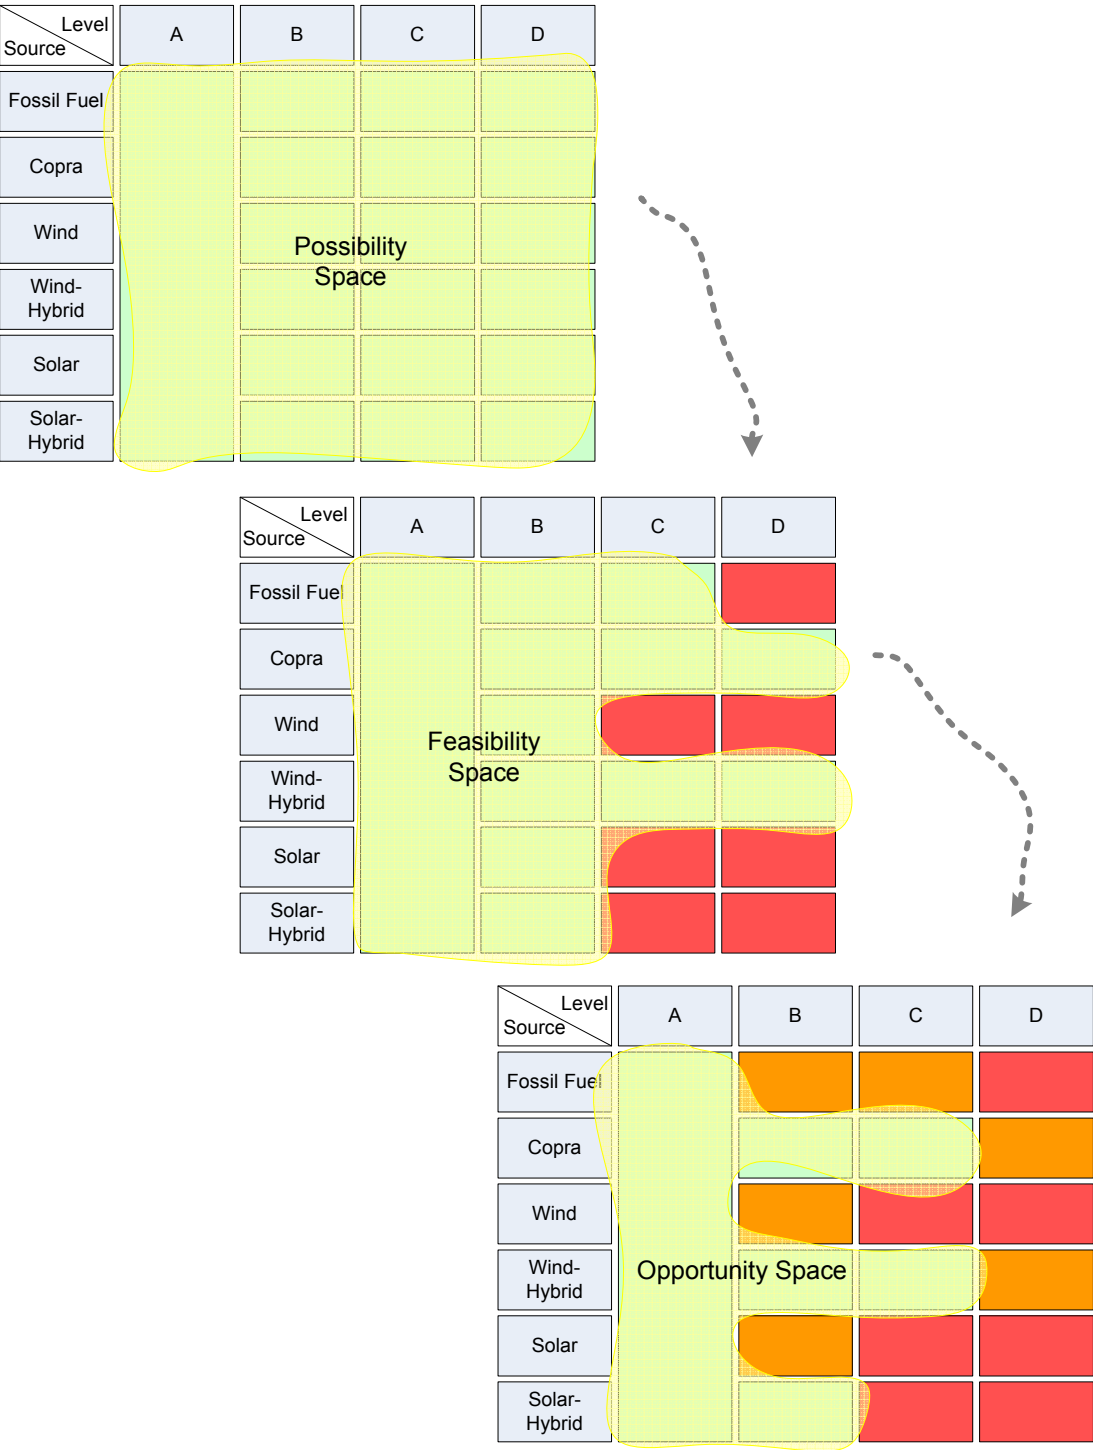 Level
Source
A
B
C
D
Fossil Fuel
Copra
Wind
Wind-
Hybrid
Solar
Solar-
Hybrid
Possibility
Space
Level
Source
A
B
C
D
Fossil Fuel
Copra
Wind
Wind-
Hybrid
Solar
Solar-
Hybrid
Feasibility
Space
Level
Source
A
B
C
D
Fossil Fuel
Copra
Wind
Wind-
Hybrid
Solar
Solar-
Hybrid
Opportunity Space